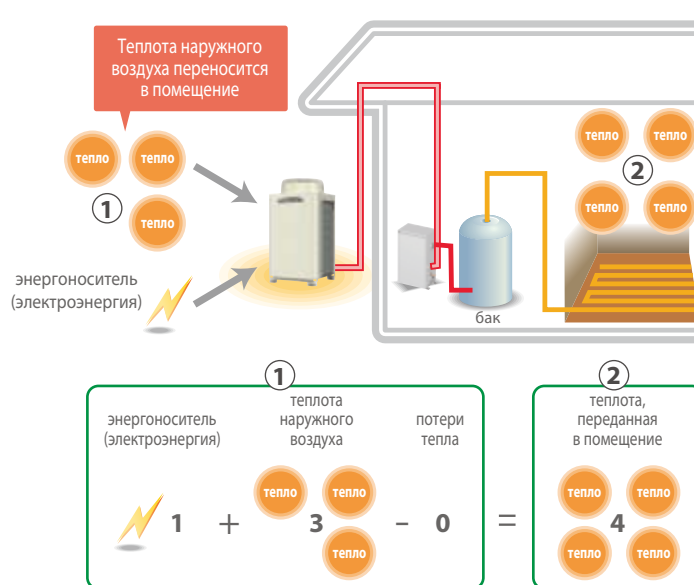 Теплота наружного
воздуха переносится
в помещение
тепло
тепло
тепло
1
энергоноситель
(электроэнергия)
тепло
тепло
2
тепло
тепло
бак
1
энергоноситель
(электроэнергия)
теплота
наружного
воздуха
потери
тепла
1
+
тепло
тепло
3
тепло
–
0
=
2
теплота,
переданная
в помещение
тепло
тепло
4
тепло
тепло